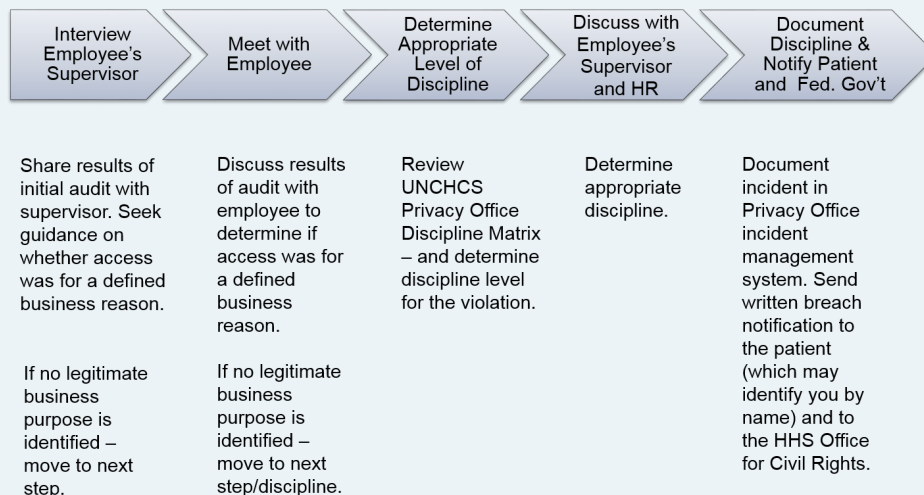 Interview
Employee's
Supervisor
Meet with
Employee
Determine
Appropriate
Level of
Discipline
Discuss with
Employee's
Supervisor
and HR
Document
Discipline &
Notify Patient
and Fed. Gov't
Share results of
initial audit with
supervisor. Seek
guidance on
whether access
was for a defined
business reason.
If no legitimate
business
purpose is
identified –
move to next
step.
Discuss results
of audit with
employee to
determine if
access was for
a defined
business
reason.
If no legitimate
business
purpose is
identified –
move to next
step/discipline.
Review
UNCHCS
Privacy Office
Discipline Matrix
– and determine
discipline level
for the violation.
Determine
appropriate
discipline.
Document
incident in
Privacy Office
incident
management
system. Send
written breach
notification to
the patient
(which may
identify you by
name) and to
the HHS Office
for Civil Rights.